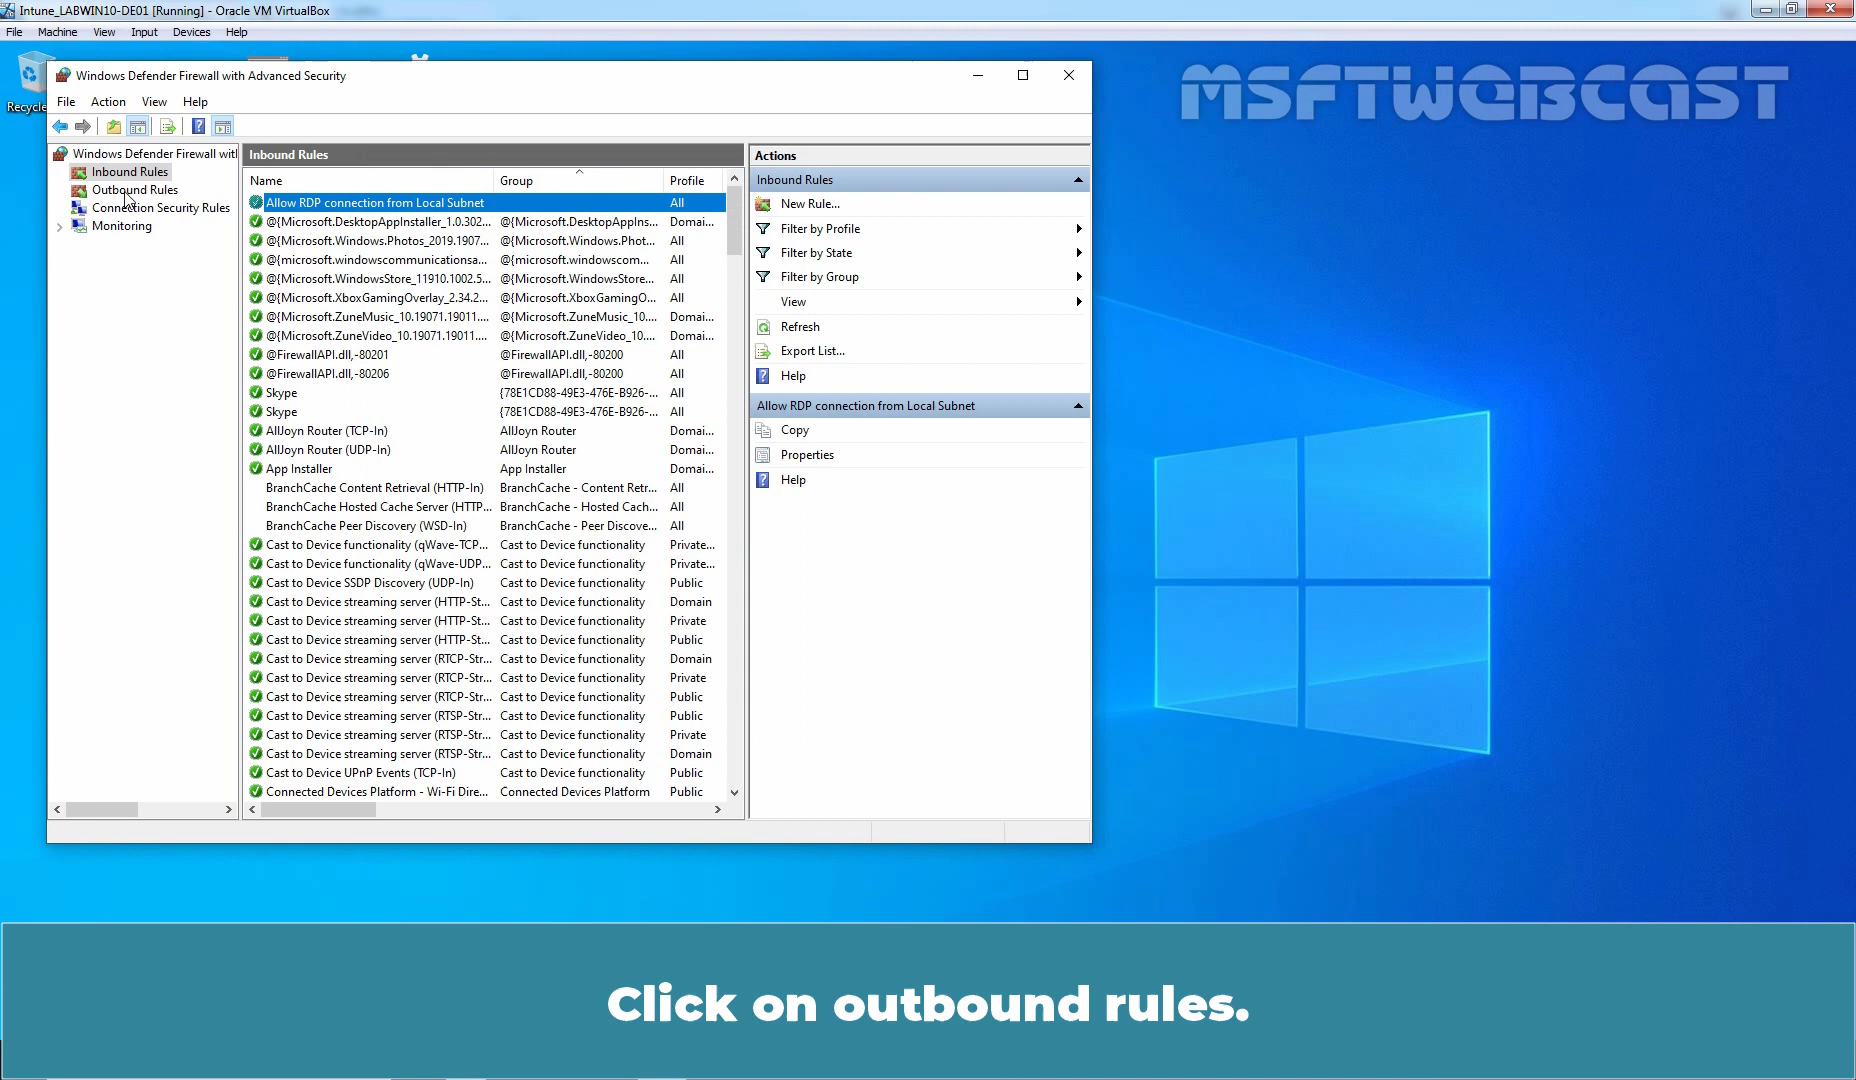 Intune_LABWIN10-DE01 [Running] - Oracle VM VirtualBox
File Machine View Input Devices Help
MSFTWEBCAST
Recycle
Windows Defender Firewall with Advanced Security
File Action View Help
Windows Defender Firewall with
Inbound Rules
Outbound Rules
Connection Security Rules
Monitoring
Inbound Rules
Name Group Profile
Allow RDP connection from Local Subnet All
@{Microsoft.DesktopAppInstaller_1.0.302... @{Microsoft.DesktopAppIns... Domai...
@{Microsoft.Windows.Photos_2019.1907... @{Microsoft.Windows.Phot... All
@{microsoft.windowscommunicationsa... @{microsoft.windowscom... All
@{Microsoft.WindowsStore_11910.1002.5... @{Microsoft.WindowsStore... All
@{Microsoft.XboxGamingOverlay_2.34.2... @{Microsoft.XboxGamingO... All
@{Microsoft.ZuneMusic_10.19071.19011.... @{Microsoft.ZuneMusic_10.... Domai...
@{Microsoft.ZuneVideo_10.19071.19011.... @{Microsoft.ZuneVideo_10.... Domai...
@FirewallAPI.dll,-80201 @FirewallAPI.dll,-80200 All
@FirewallAPI.dll,-80206 @FirewallAPI.dll,-80200 All
Skype {78E1CD88-49E3-476E-B926-... All
Skype {78E1CD88-49E3-476E-B926-... All
AllJoyn Router (TCP-In) AllJoyn Router Domai...
AllJoyn Router (UDP-In) AllJoyn Router Domai...
App Installer App Installer Domai...
BranchCache Content Retrieval (HTTP-In) BranchCache - Content Retr... All
BranchCache Hosted Cache Server (HTTP... BranchCache - Hosted Cach... All
BranchCache Peer Discovery (WSD-In) BranchCache - Peer Discove... All
Cast to Device functionality (qWave-TCP... Cast to Device functionality Private...
Cast to Device functionality (qWave-UDP... Cast to Device functionality Private...
Cast to Device SSDP Discovery (UDP-In) Cast to Device functionality Public
Cast to Device streaming server (HTTP-St... Cast to Device functionality Domain
Cast to Device streaming server (HTTP-St... Cast to Device functionality Private
Cast to Device streaming server (HTTP-St... Cast to Device functionality Public
Cast to Device streaming server (RTCP-Str... Cast to Device functionality Domain
Cast to Device streaming server (RTCP-Str... Cast to Device functionality Private
Cast to Device streaming server (RTCP-Str... Cast to Device functionality Public
Cast to Device streaming server (RTSP-Str... Cast to Device functionality Public
Cast to Device streaming server (RTSP-Str... Cast to Device functionality Private
Cast to Device streaming server (RTSP-Str... Cast to Device functionality Domain
Cast to Device UPnP Events (TCP-In) Cast to Device functionality Public
Connected Devices Platform - Wi-Fi Dire... Connected Devices Platform Public
Actions
Inbound Rules
New Rule...
Filter by Profile
Filter by State
Filter by Group
View
Refresh
Export List...
Help
Allow RDP connection from Local Subnet
Copy
Properties
Help
Click on outbound rules.